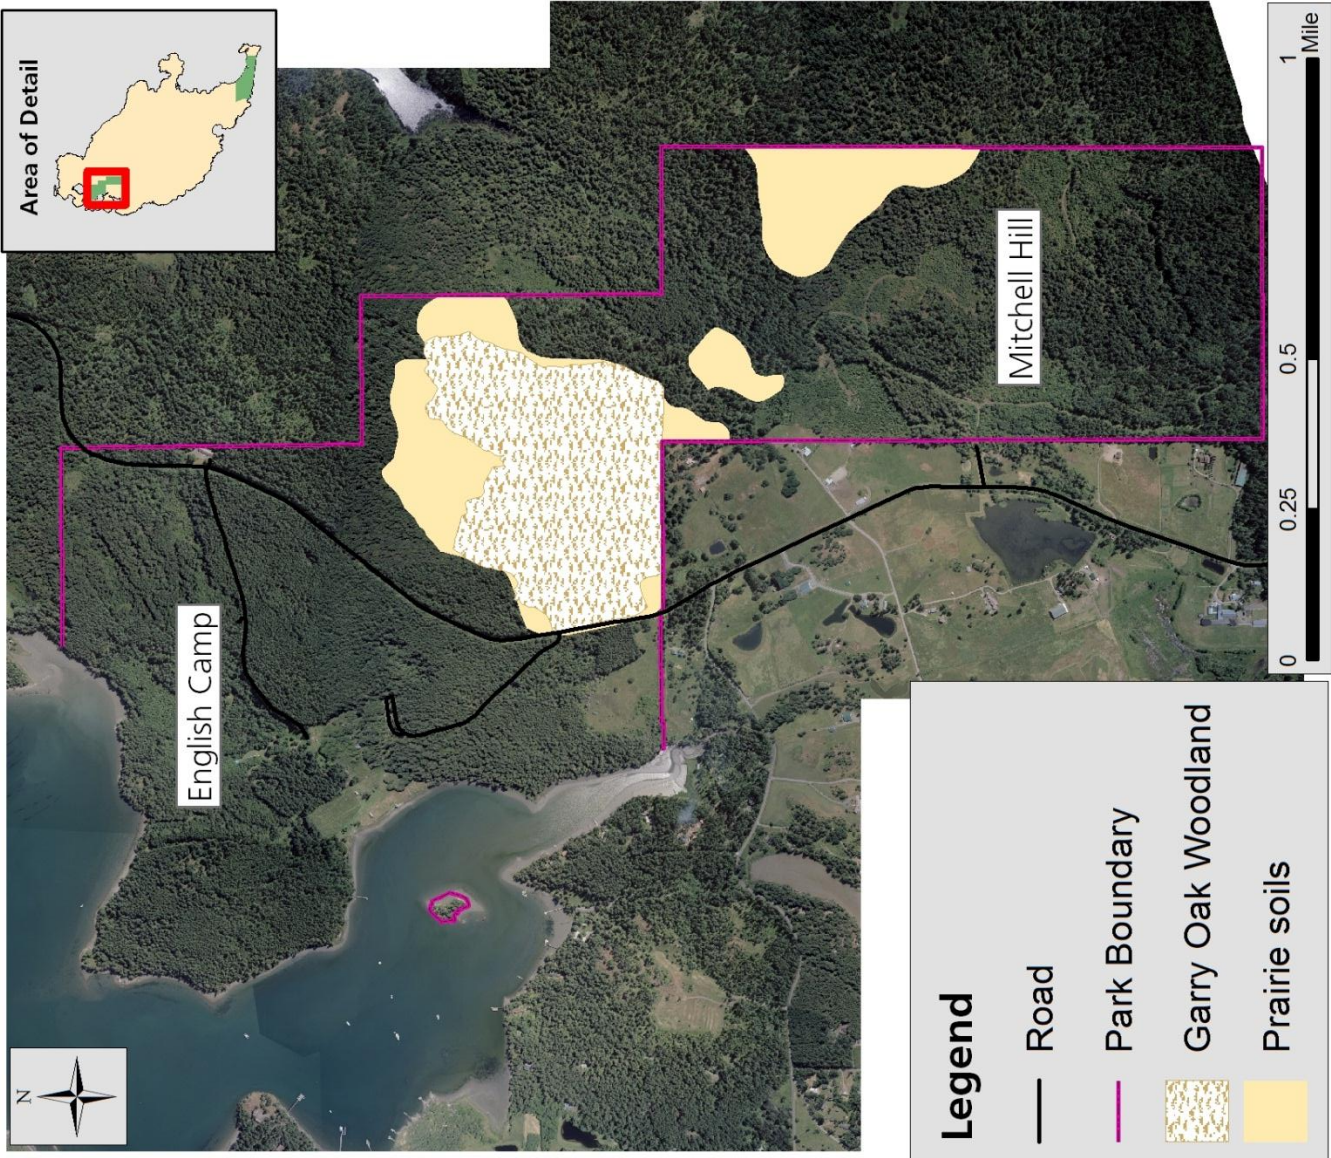 Area of Detail
N
English Camp
Mitchell Hill
Legend
Road
Park Boundary
Garry Oak Woodland
Prairie soils
0 0.25 0.5 1
Mile